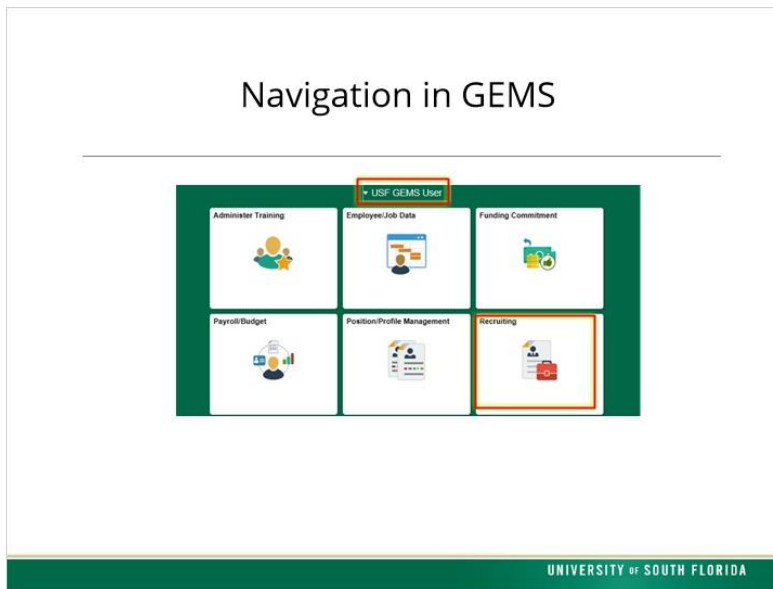 Navigation in GEMS
USF GEMS User
Administer Training
Employee/Job Data
Funding Commitment
Payroll/Budget
Position/Profile Management
Recruiting
UNIVERSITY OF SOUTH FLORIDA